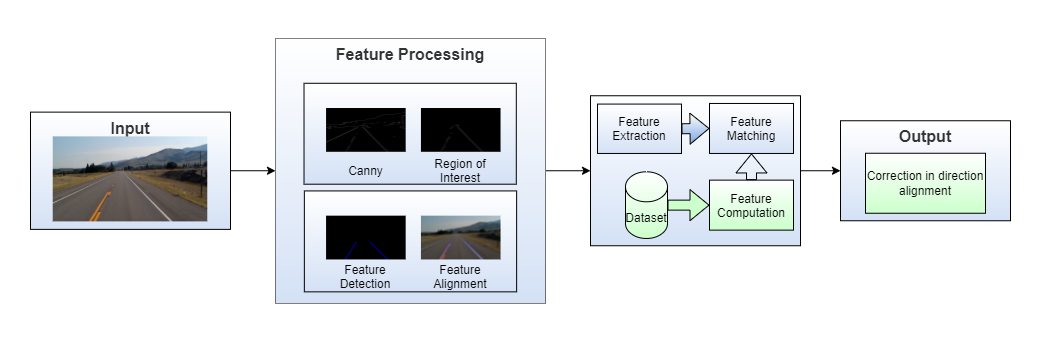 Input
Feature Processing
Canny
Region of
Interest
Feature
Detection
Feature
Alignment
Feature
Extraction
Feature
Matching
Dataset
Feature
Computation
Output
Correction in direction
alignment